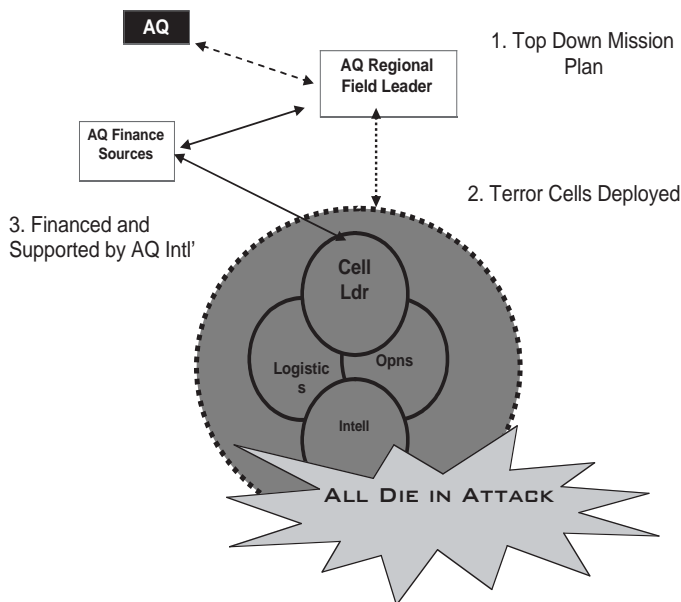 AQ
1. Top Down Mission
Plan
AQ Regional
Field Leader
AQ Finance
Sources
2. Terror Cells Deployed
3. Financed and
Supported by AQ Intl’
Cell
Ldr
Logistic
s
Opns
Intell
ALL DIE IN ATTACK